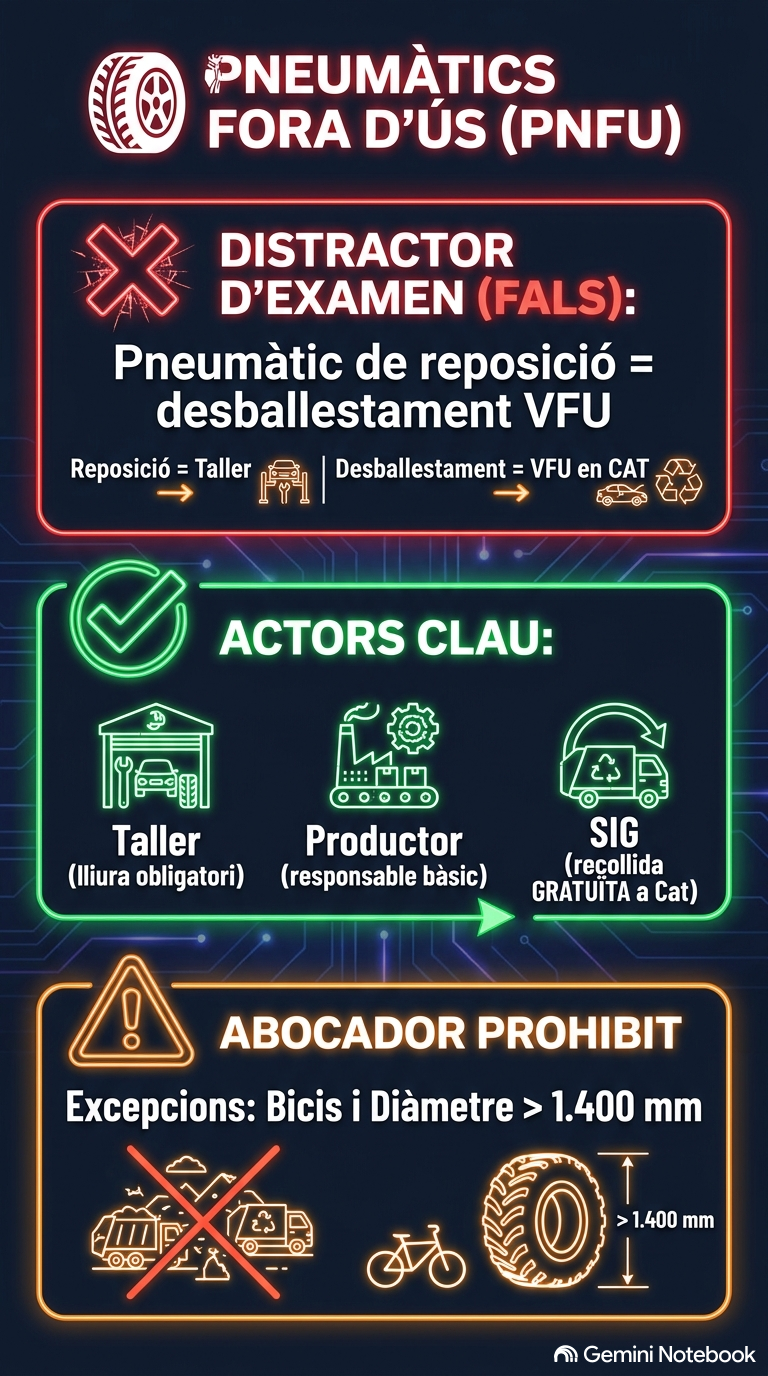 PNEUMÀTICS
FORA D'ÚS (PNFU)
DISTRACTOR
D'EXAMEN (FALS):
Pneumàtic de reposició =
desballestament VFU
Reposició = Taller
Desballestament = VFU en CAT
ACTORS CLAU:
Taller
(lliura obligatori)
Productor
(responsable bàsic)
SIG
(recollida
GRATUÏTA a Cat)
ABOCADOR PROHIBIT
Excepcions: Bicis i Diàmetre > 1.400 mm
> 1.400 mm
Gemini Notebook